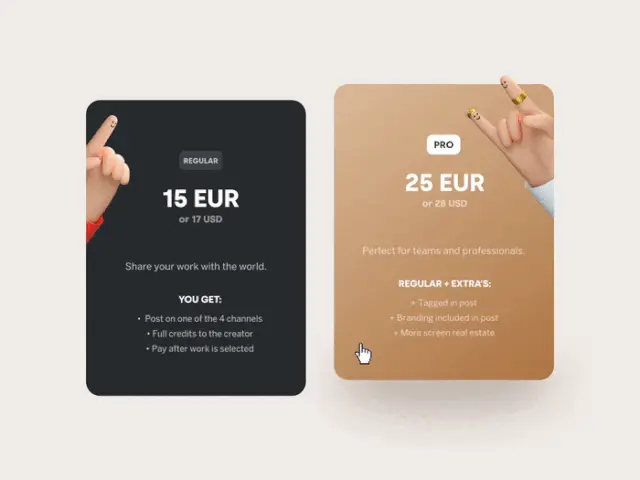 REGULAR
15 EUR
or 17 USD
Share your work with the world.
YOU GET:
• Post on one of the 4 channels
• Full credits to the creator
• Pay after work is selected
PRO
25 EUR
or 28 USD
Perfect for teams and professionals.
REGULAR + EXTRA'S:
+ Tagged in post
+ Branding included in post
+ More screen real estate